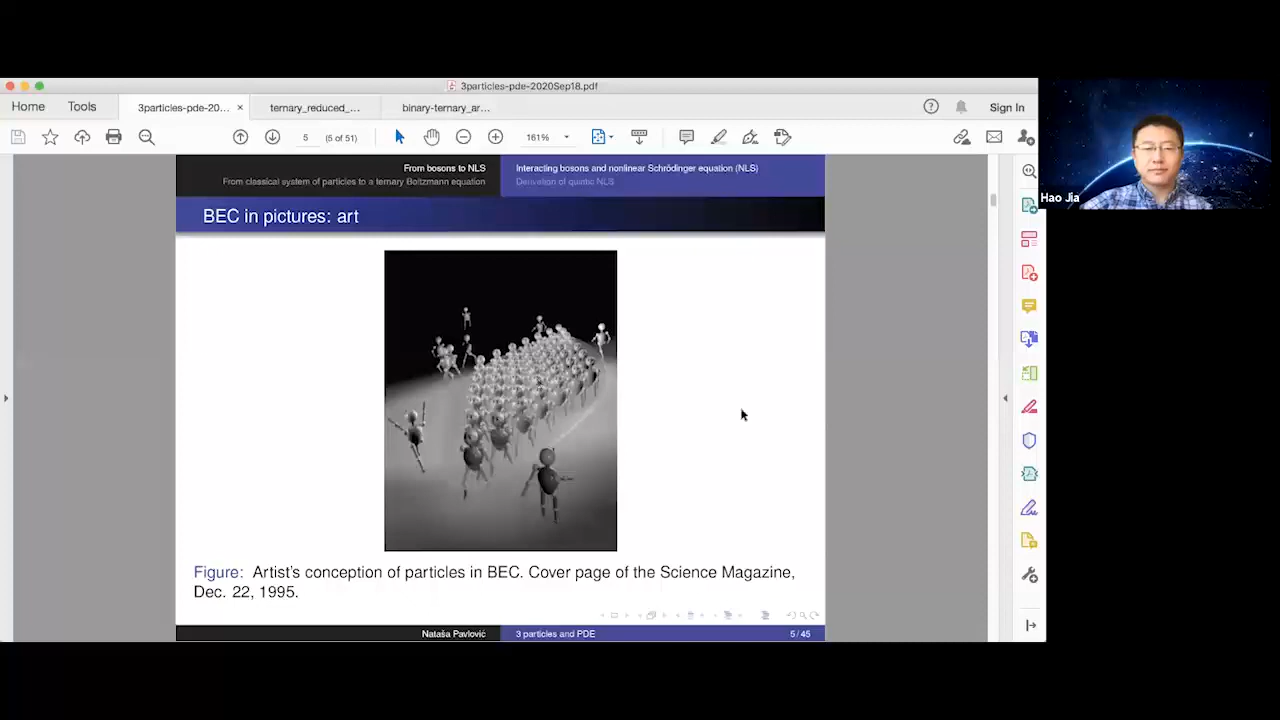 3particles-pde-2020Sep18.pdf
Home Tools 3particles-pde-20... × ternary_reduced_... binary-ternary_ar... Sign In
5 (6 of 51) 161%
From bosons to NLS
From classical system of particles to a ternary Boltzmann equation
Interacting bosons and nonlinear Schrödinger equation (NLS)
Derivation of quintic NLS
BEC in pictures: art
Figure: Artist's conception of particles in BEC. Cover page of the Science Magazine,
Dec. 22, 1995.
Nataša Pavlović 3 particles and PDE 5 / 45
Hao Jia